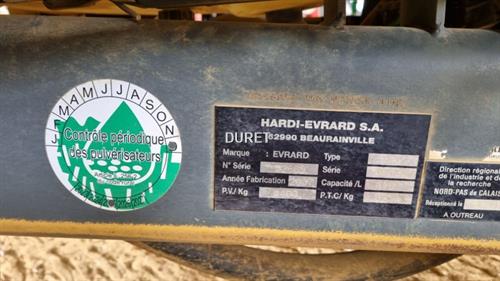 J F M A M J J A S O N
Contrôle périodique
des pulvérisateurs
HARDI-EVRARD S.A.
DURET
62990 BEAURAINVILLE
Marque : EVRARD
Type
N° Série
Série
Année Fabrication
Capacité /L
P.V./ Kg
P.T.C/ Kg
Direction régionale
de l'industrie et de
la recherche
NORD-PAS de CALAIS
Réceptionné le
A OUTREAU